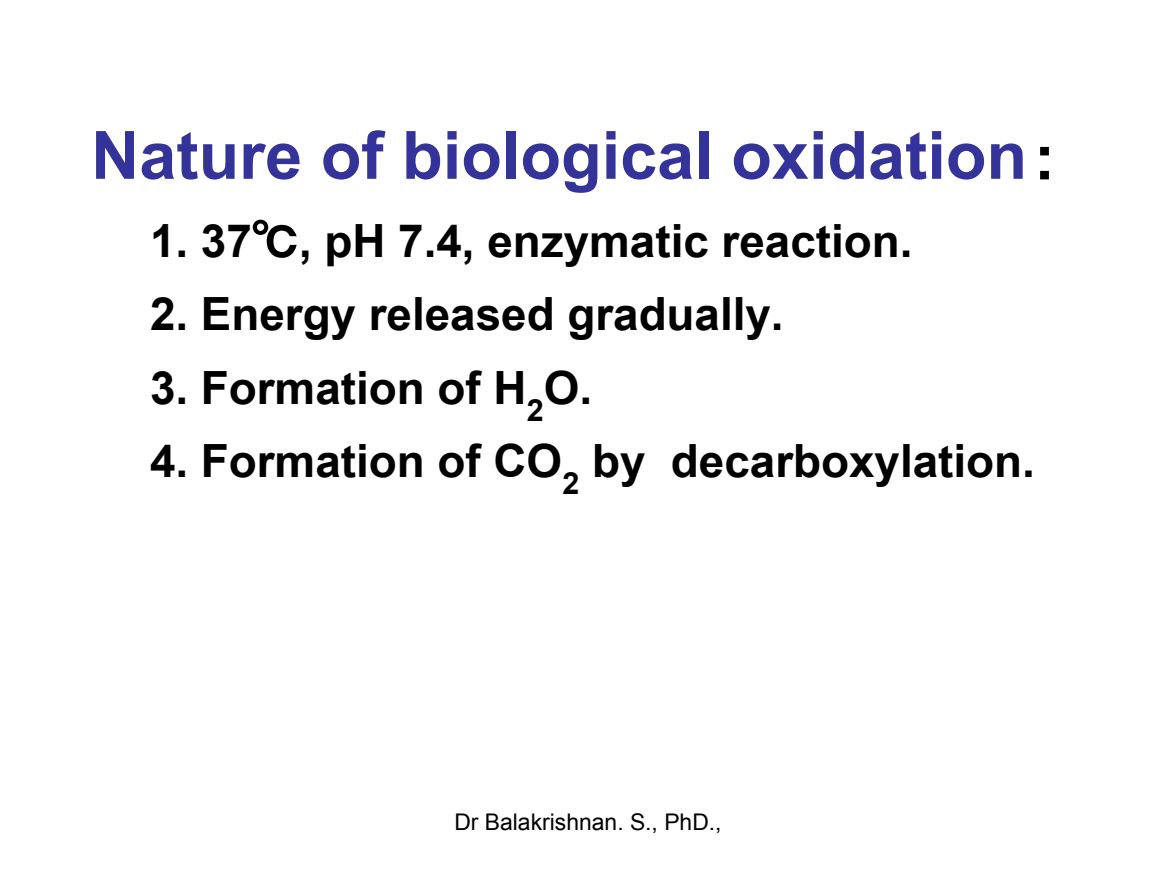 Nature of biological oxidation:
1. 37℃, pH 7.4, enzymatic reaction.
2. Energy released gradually.
3. Formation of H₂O.
4. Formation of CO₂ by  decarboxylation.
Dr Balakrishnan. S., PhD.,